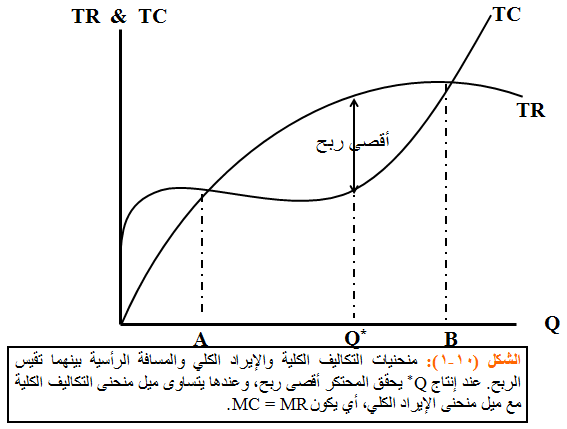 TR & TC
TC
TR
أقصى ربح
A
Q*
B
Q
الشكل (١٠-١): منحنيات التكاليف الكلية والإيراد الكلي والمسافة الرأسية بينهما تقيس
الربح. عند إنتاج Q* يحقق المحتكر أقصى ربح، وعندها يتساوى ميل منحنى التكاليف الكلية
مع ميل منحنى الإيراد الكلي، أي يكون MC = MR.